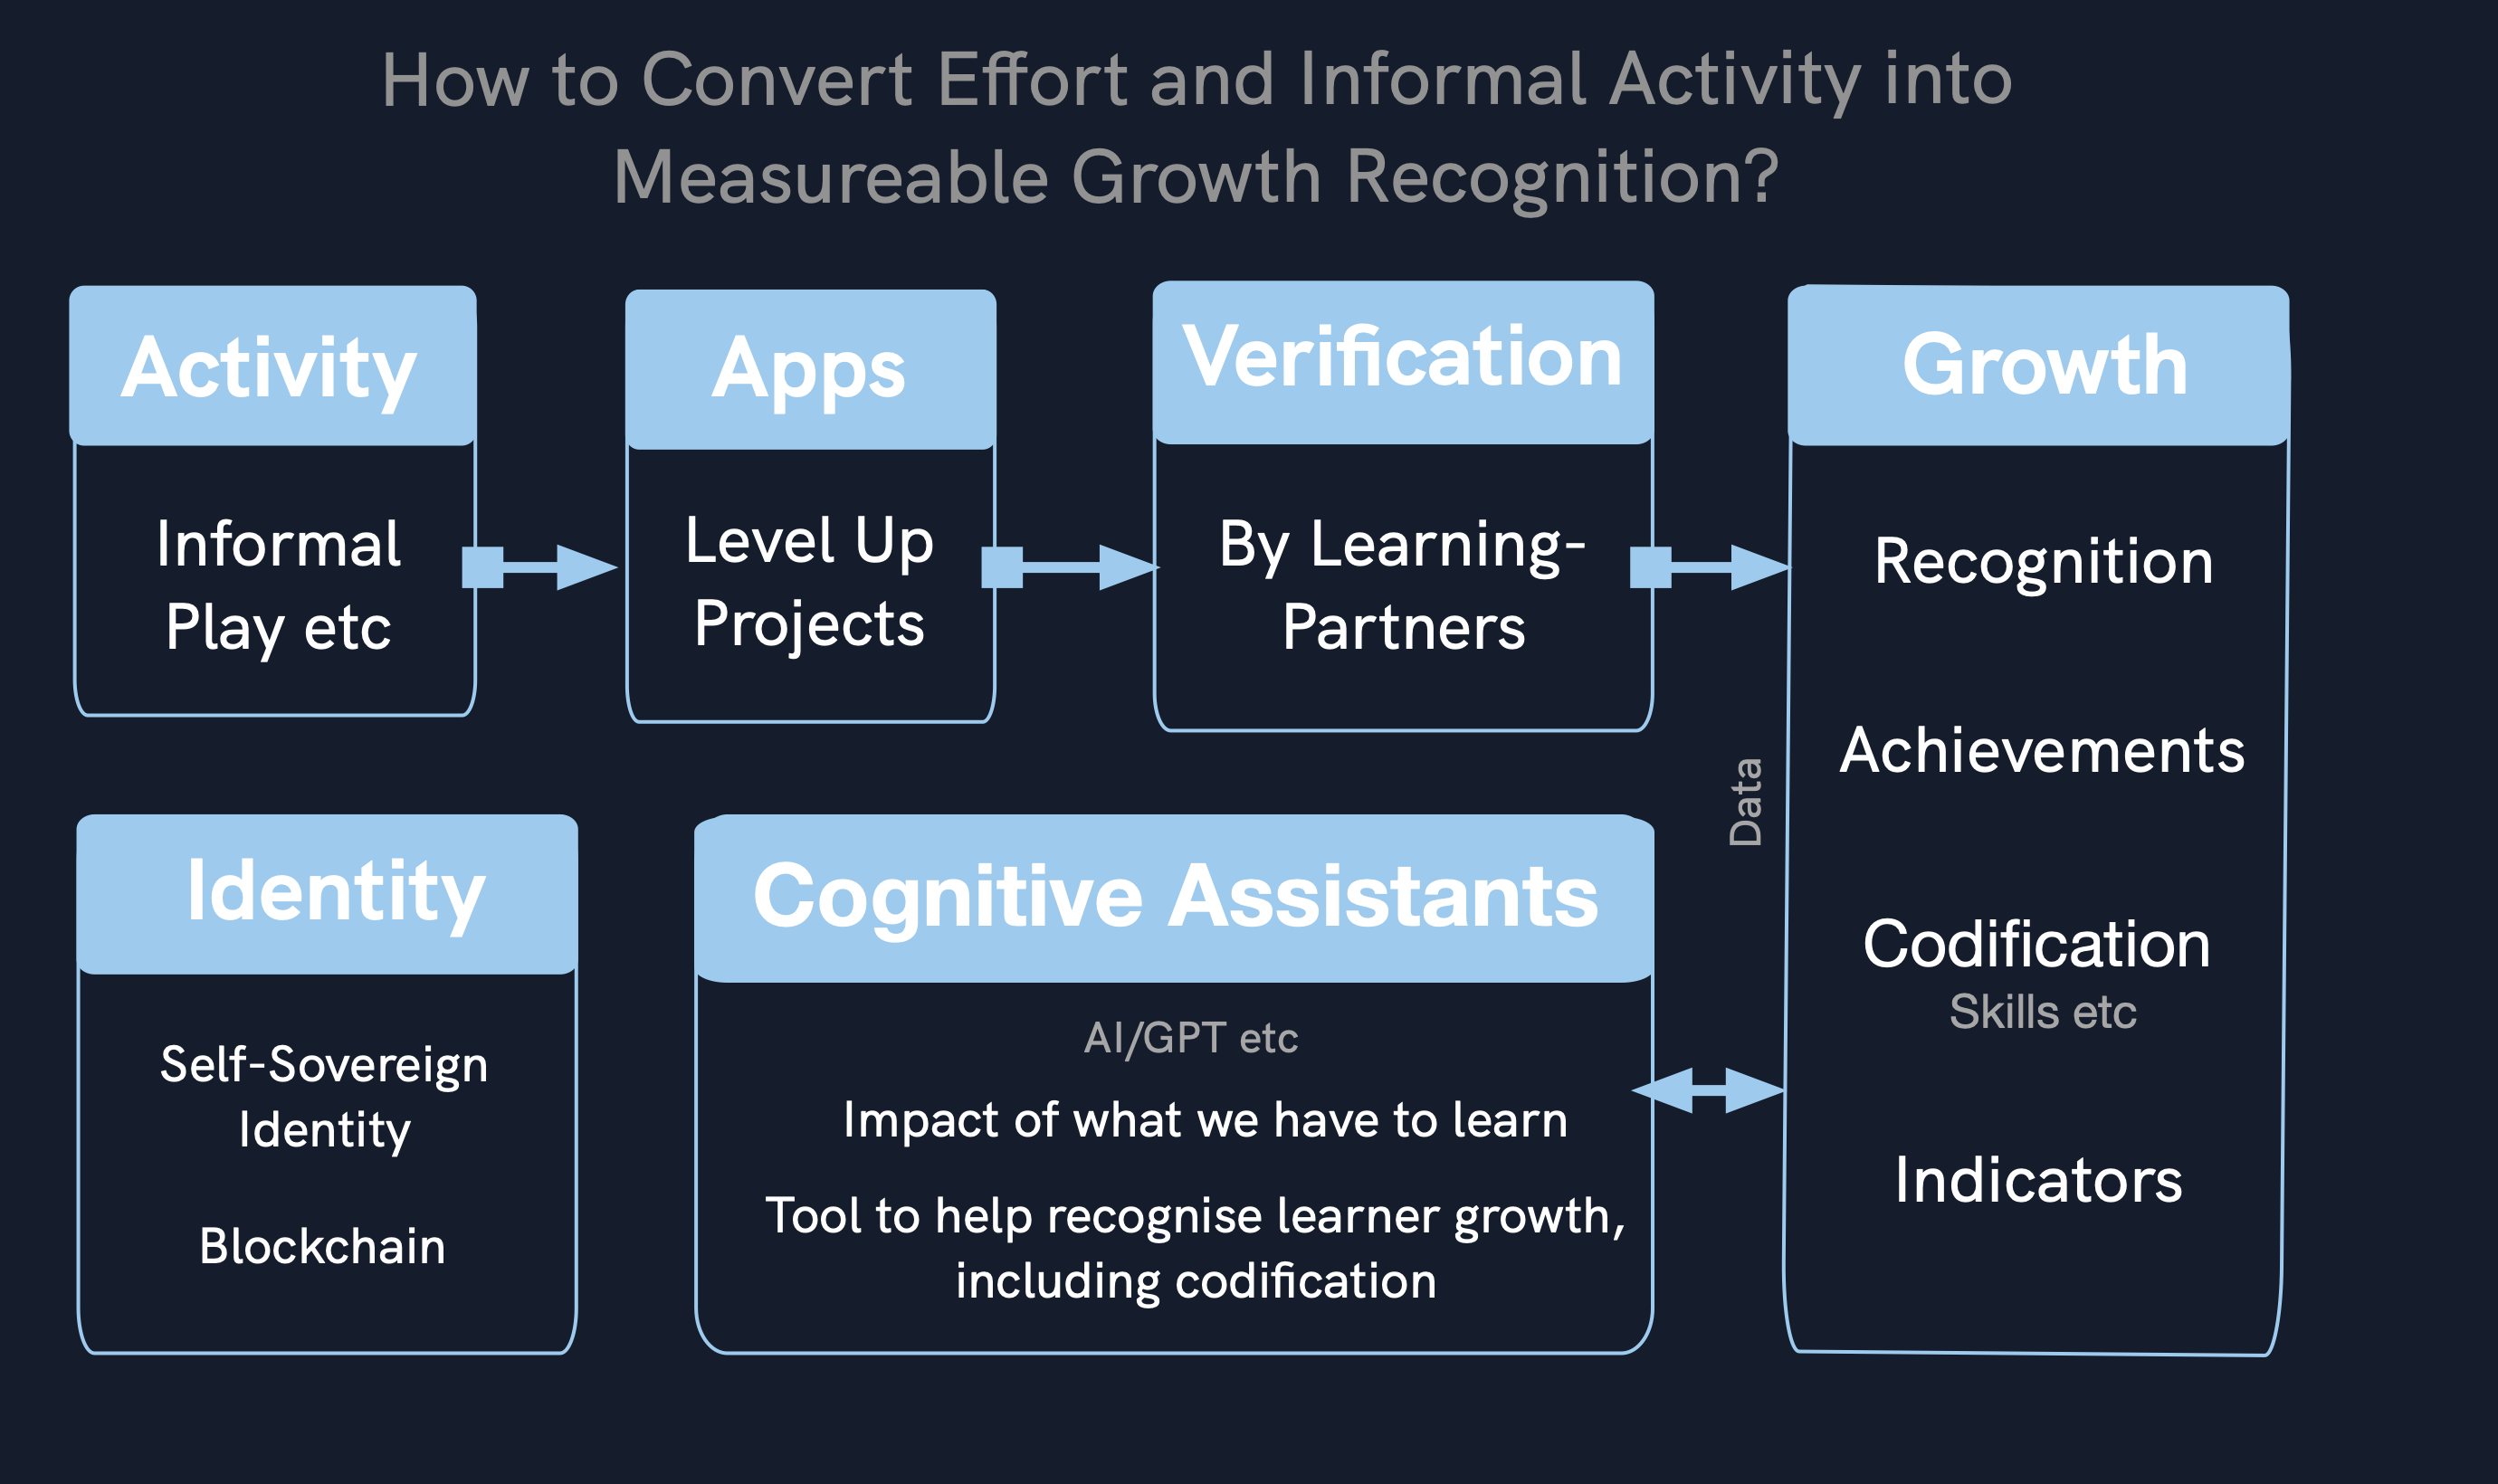 How to Convert Effort and Informal Activity into
Measureable Growth Recognition?
Activity
Informal
Play etc
Apps
Level Up
Projects
Verification
By Learning-
Partners
Growth
Recognition
Achievements
Codification
Skills etc
Indicators
Data
Identity
Self-Sovereign
Identity
Blockchain
Cognitive Assistants
AI/GPT etc
Impact of what we have to learn
Tool to help recognise learner growth,
including codification